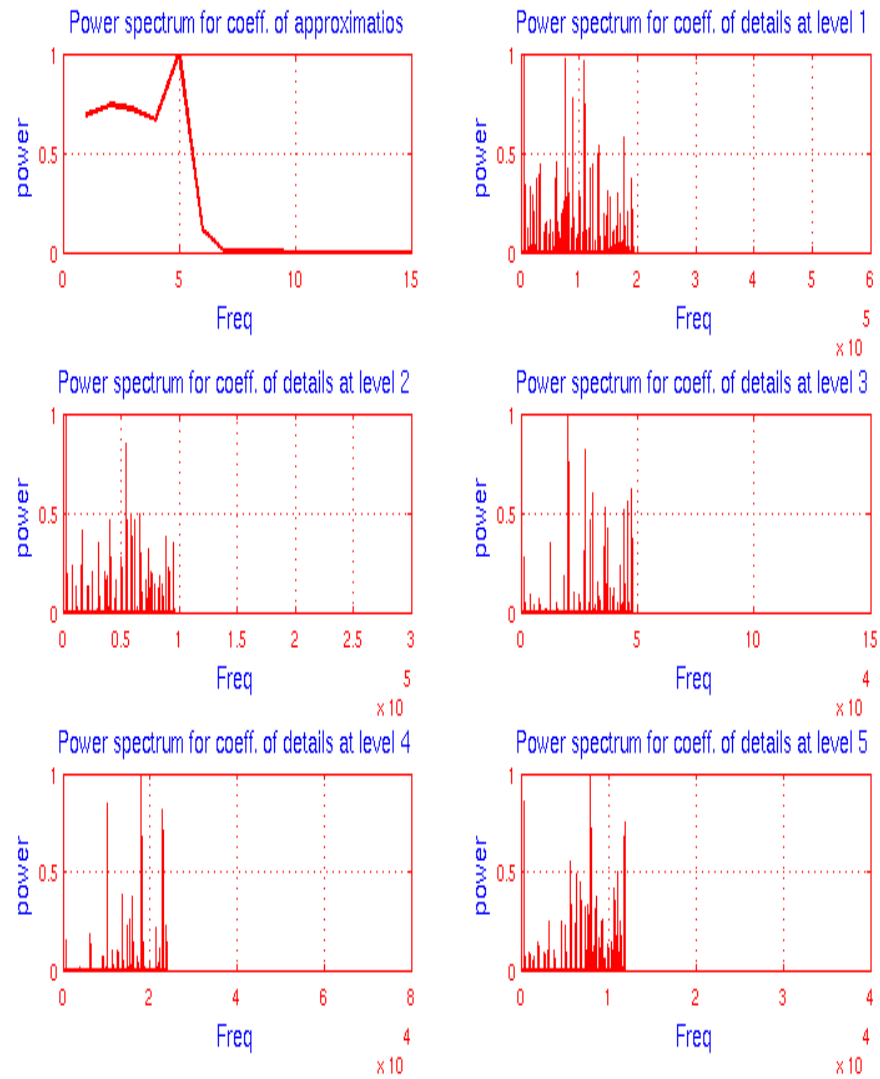 Power spectrum for coeff. of approximatios
1
0.5
0
power
0 5 10 15
Freq
Power spectrum for coeff. of details at level 1
1
0.5
0
power
0 1 2 3 4 5 6
Freq
5
x 10
Power spectrum for coeff. of details at level 2
1
0.5
0
power
0 0.5 1 1.5 2 2.5 3
Freq
5
x 10
Power spectrum for coeff. of details at level 3
1
0.5
0
power
0 5 10 15
Freq
4
x 10
Power spectrum for coeff. of details at level 4
1
0.5
0
power
0 2 4 6 8
Freq
4
x 10
Power spectrum for coeff. of details at level 5
1
0.5
0
power
0 1 2 3 4
Freq
4
x 10